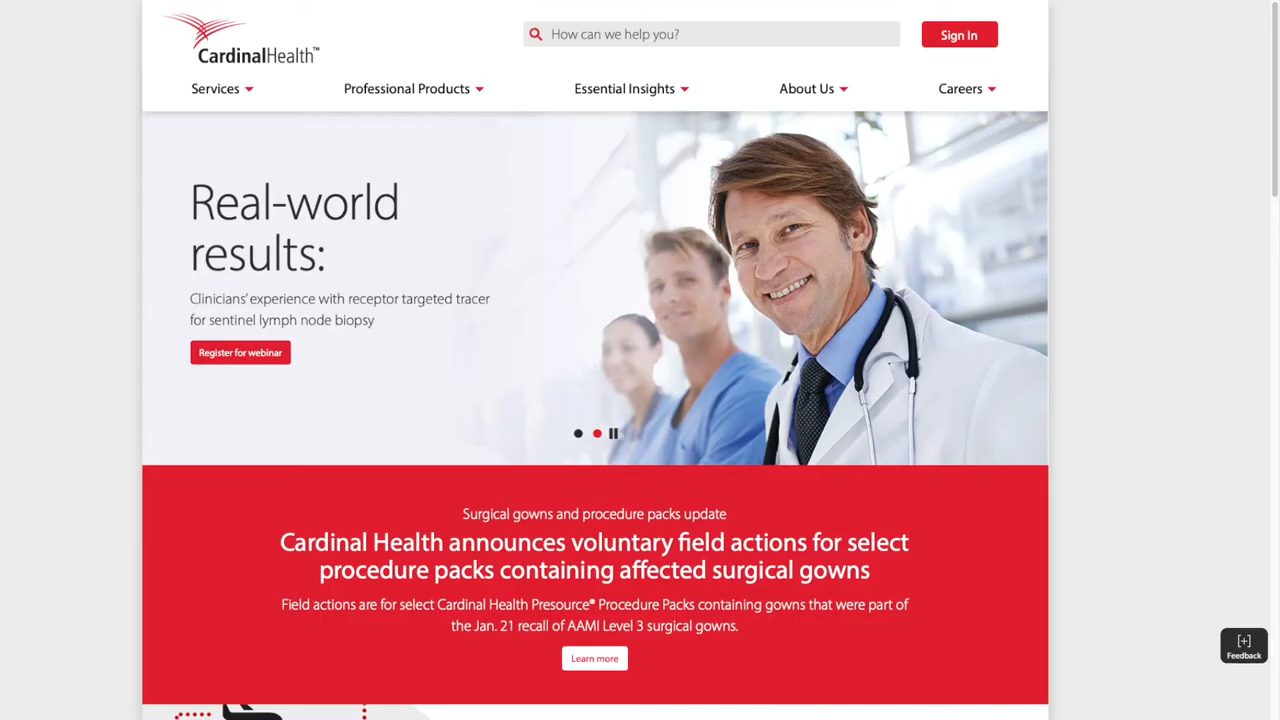 CardinalHealth™
How can we help you?
Sign In
Services
Professional Products
Essential Insights
About Us
Careers
Real-world
results:
Clinicians' experience with receptor targeted tracer
for sentinel lymph node biopsy
Register for webinar
Surgical gowns and procedure packs update
Cardinal Health announces voluntary field actions for select
procedure packs containing affected surgical gowns
Field actions are for select Cardinal Health Presource® Procedure Packs containing gowns that were part of
the Jan. 21 recall of AAMI Level 3 surgical gowns.
Learn more
[+]
Feedback